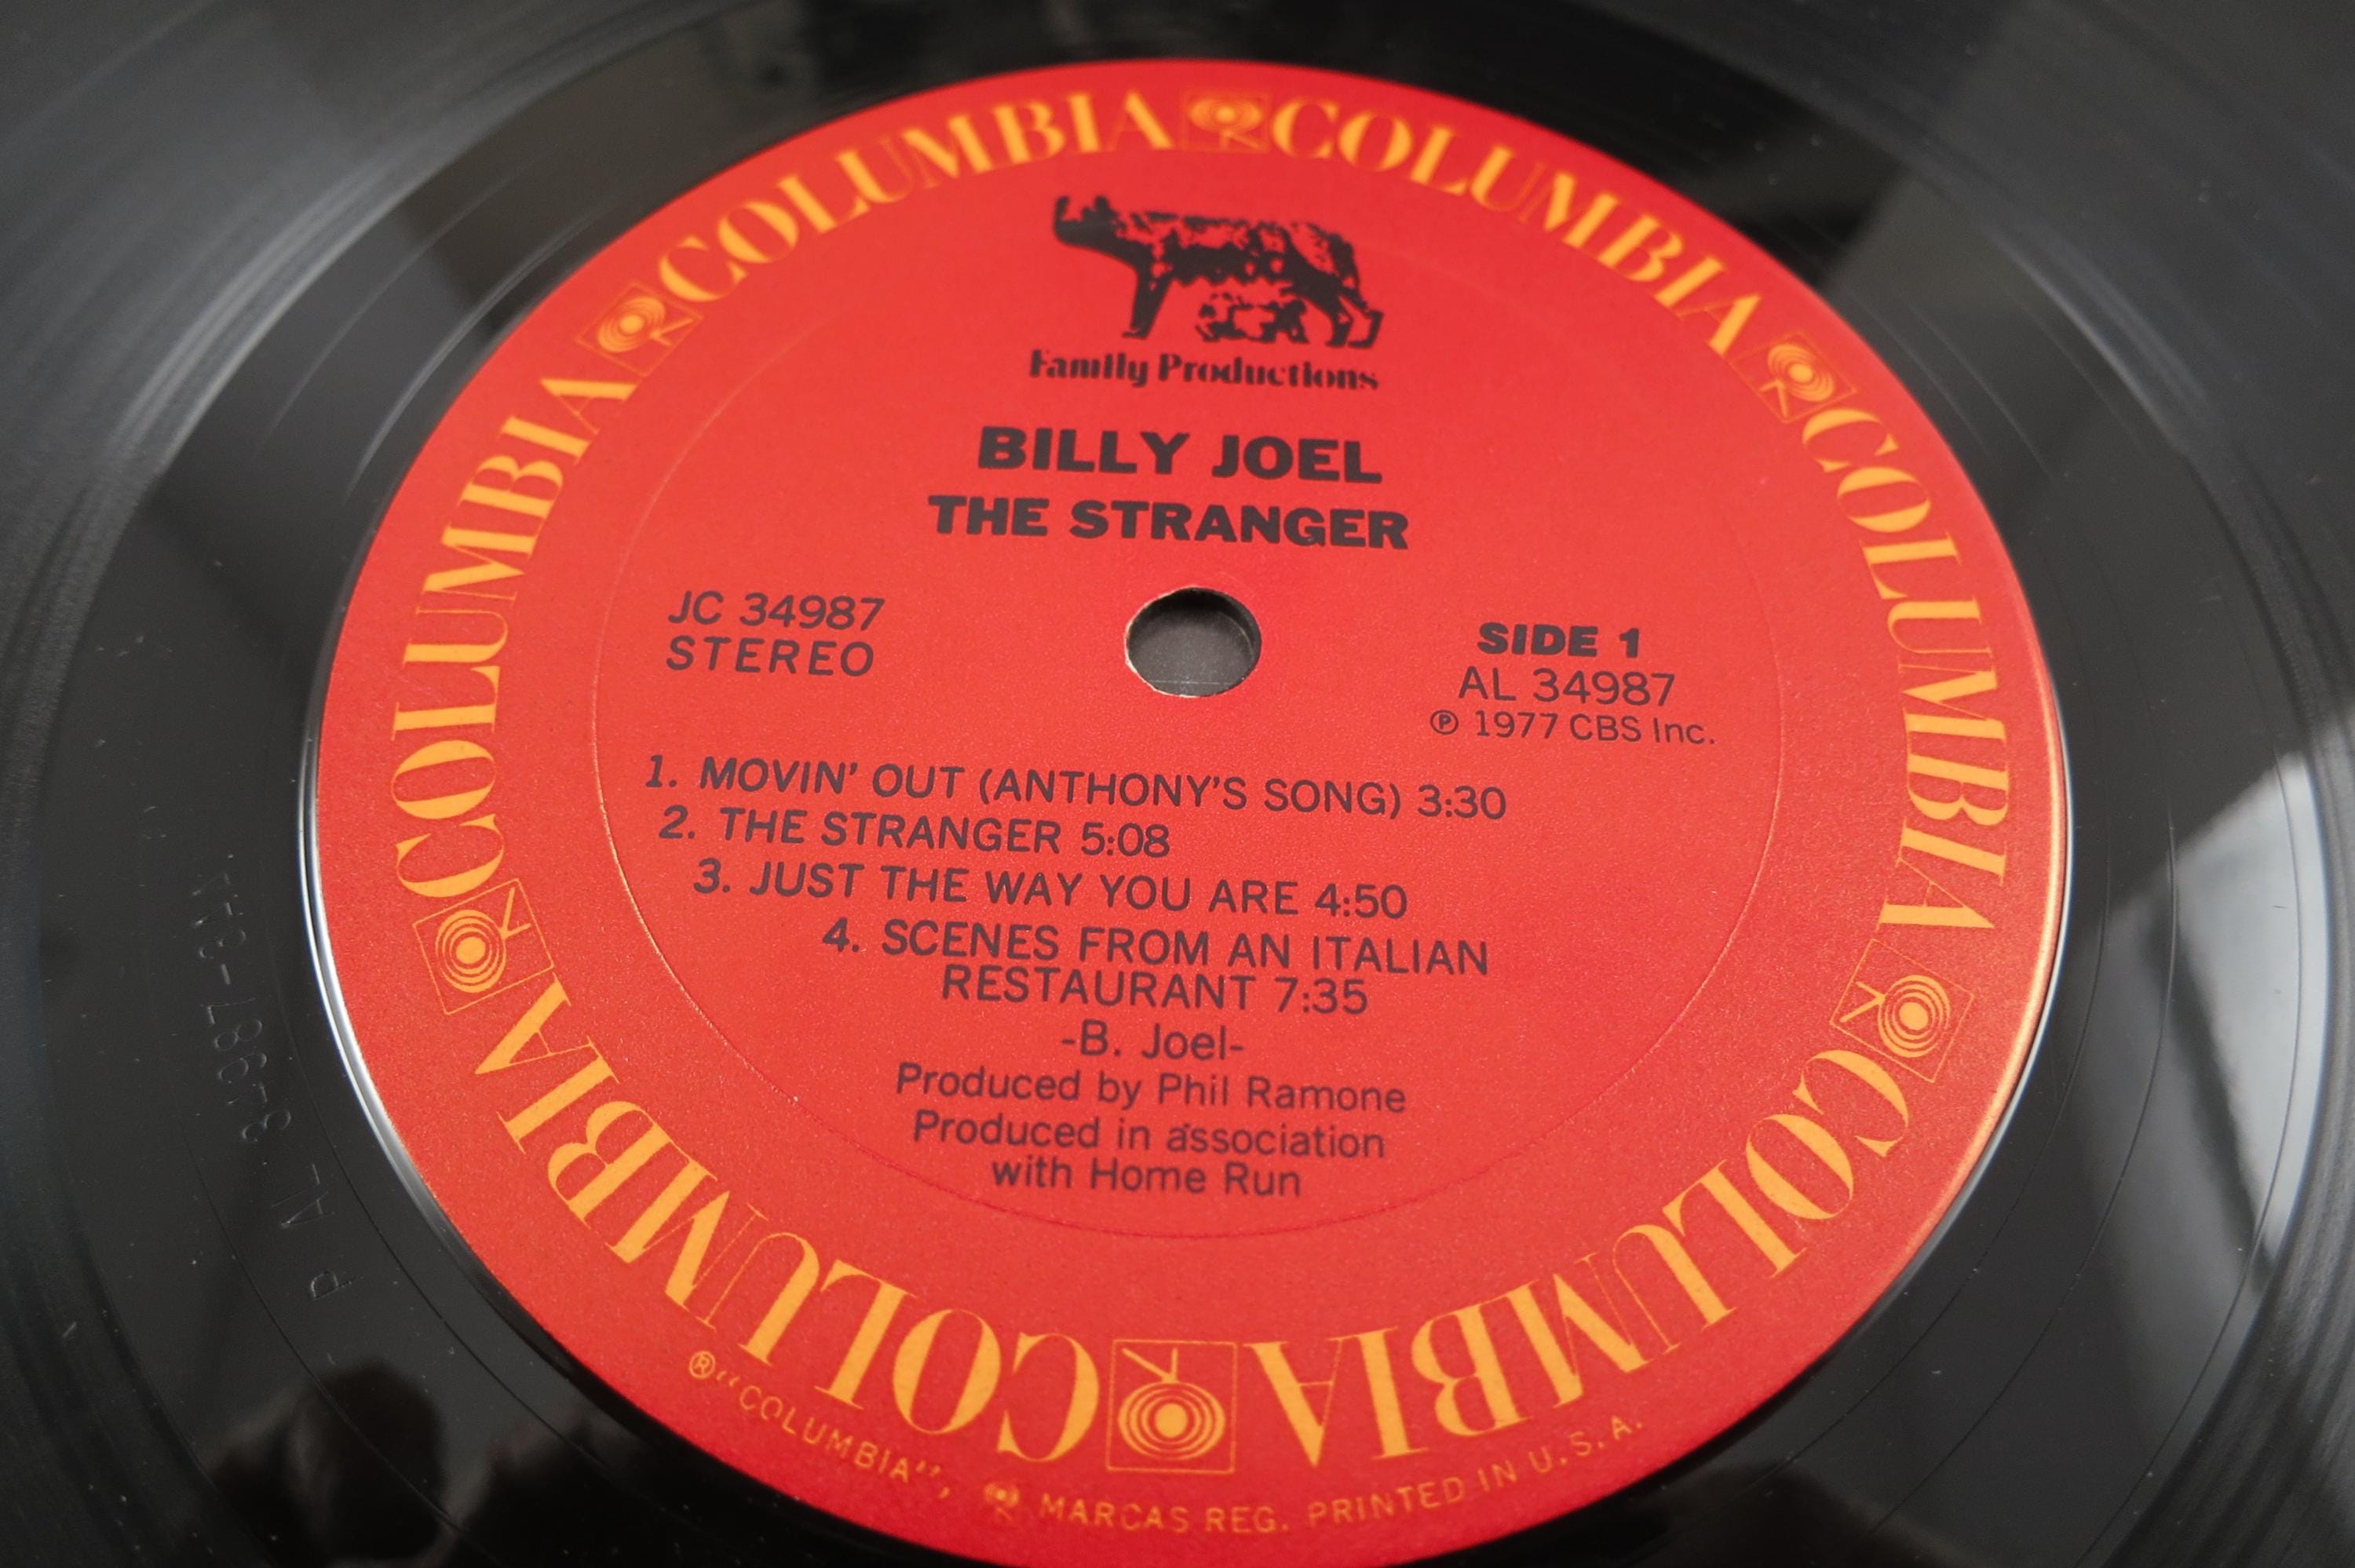 COLUMBIA COLUMBIA COLUMBIA COLUMBIA COLUMBIA COLUMBIA
Family Productions
BILLY JOEL
THE STRANGER
JC 34987
STEREO
SIDE 1
AL 34987
℗ 1977 CBS Inc.
1. MOVIN' OUT (ANTHONY'S SONG) 3:30
2. THE STRANGER 5:08
3. JUST THE WAY YOU ARE 4:50
4. SCENES FROM AN ITALIAN
RESTAURANT 7:35
-B. Joel-
Produced by Phil Ramone
Produced in association
with Home Run
®"COLUMBIA", MARCAS REG. PRINTED IN U.S.A.